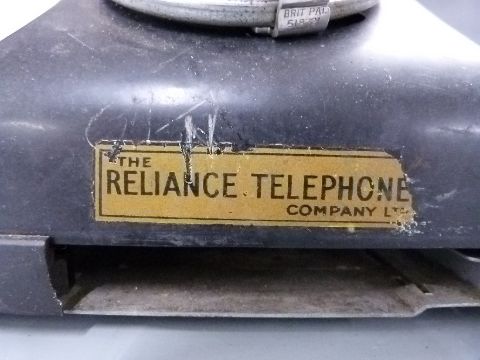 BRIT PAT
THE
RELIANCE TELEPHONE
COMPANY LTD